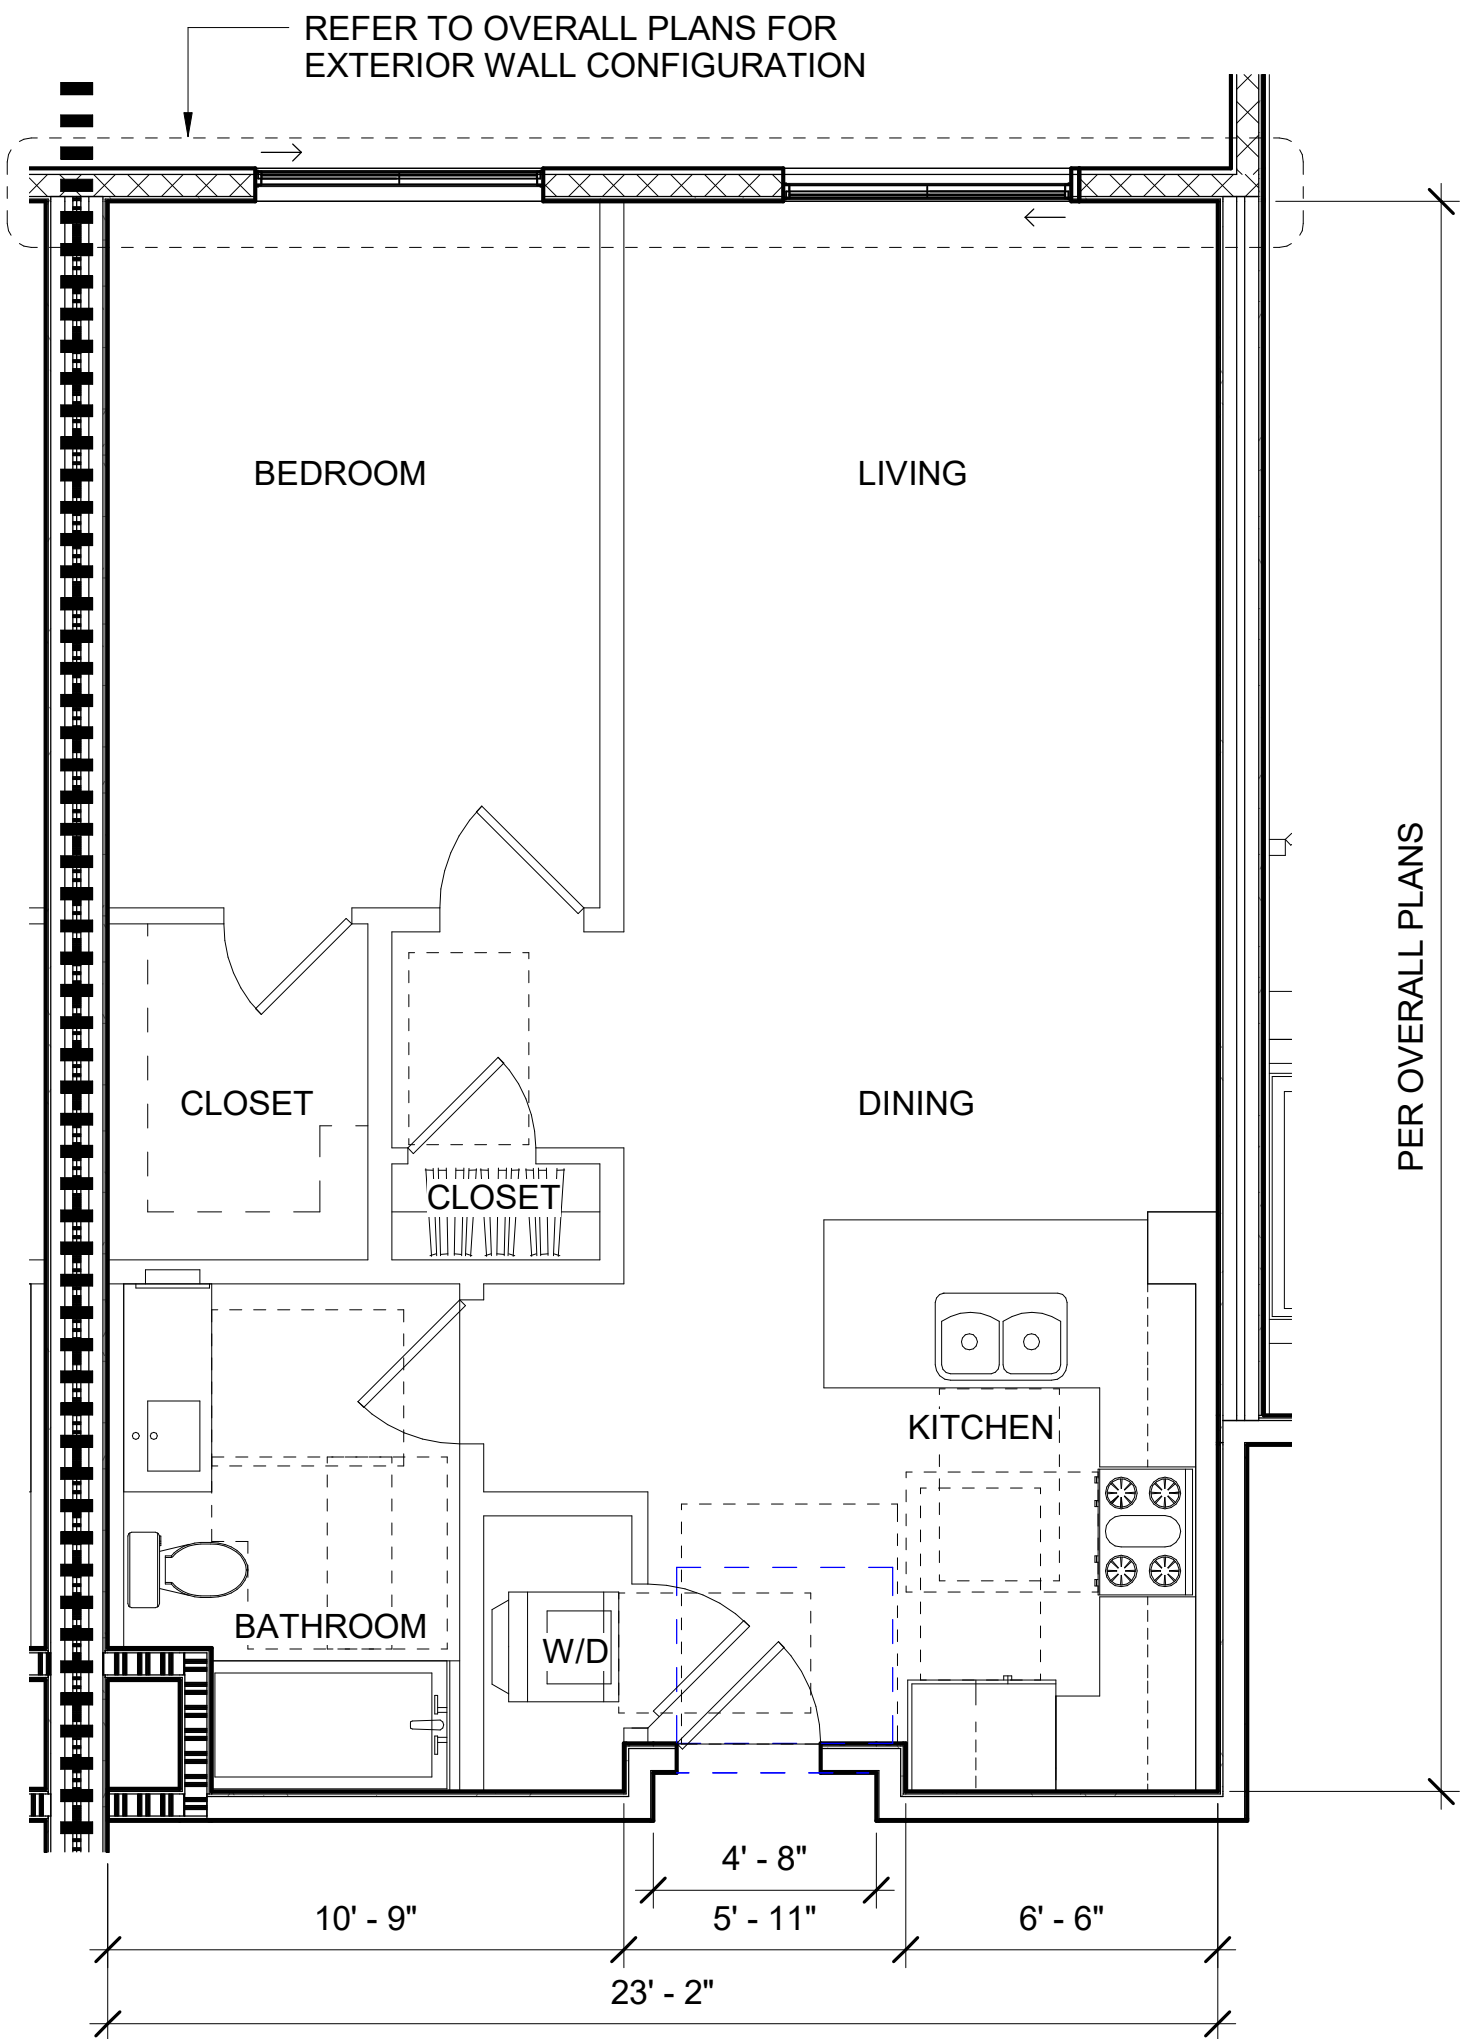 REFER TO OVERALL PLANS FOR
EXTERIOR WALL CONFIGURATION
BEDROOM
LIVING
PER OVERALL PLANS
CLOSET
DINING
CLOSET
KITCHEN
BATHROOM
W/D
4' - 8"
10' - 9"
5' - 11"
6' - 6"
23' - 2"